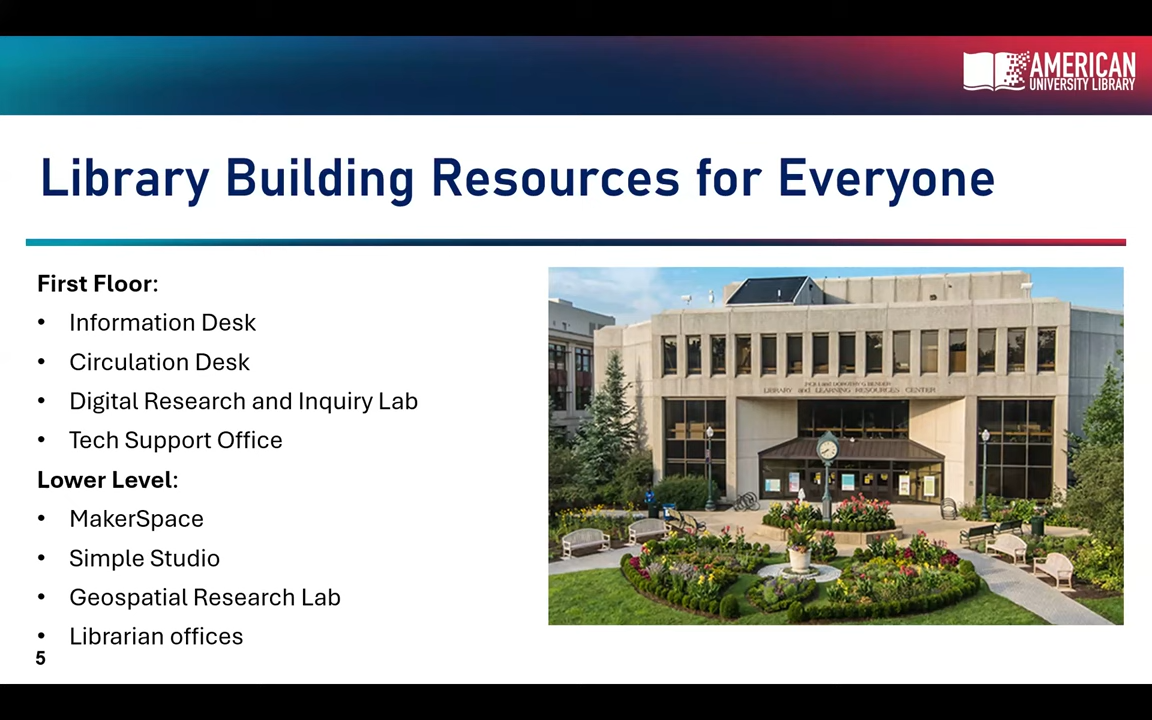 AMERICAN
UNIVERSITY LIBRARY
Library Building Resources for Everyone
First Floor:
• Information Desk
• Circulation Desk
• Digital Research and Inquiry Lab
• Tech Support Office
Lower Level:
• MakerSpace
• Simple Studio
• Geospatial Research Lab
• Librarian offices
5
LIBRARY and LEARNING RESOURCES CENTER